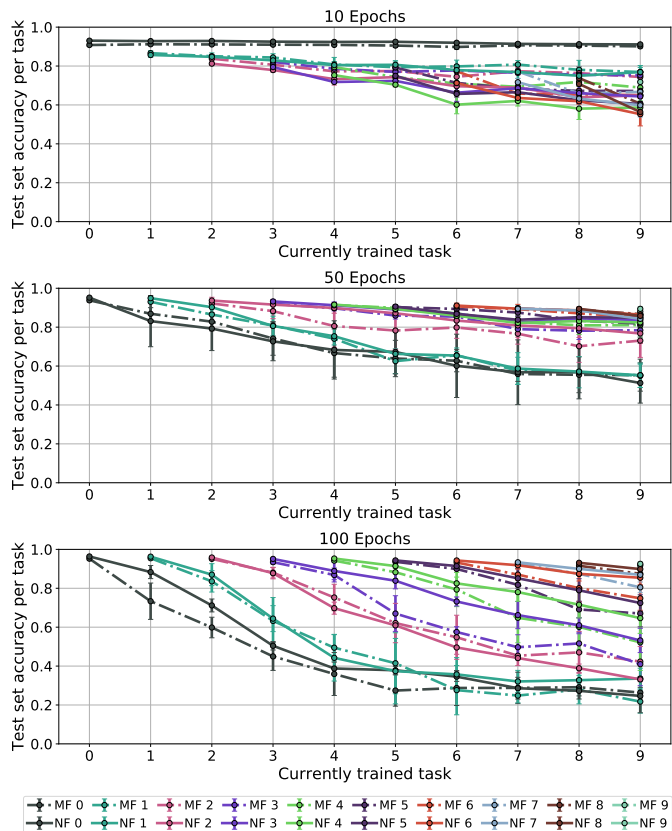 10 Epochs
Test set accuracy per task
1.0
0.8
0.6
0.4
0.2
0.0
0 1 2 3 4 5 6 7 8 9
Currently trained task
50 Epochs
Test set accuracy per task
1.0
0.8
0.6
0.4
0.2
0.0
0 1 2 3 4 5 6 7 8 9
Currently trained task
100 Epochs
Test set accuracy per task
1.0
0.8
0.6
0.4
0.2
0.0
0 1 2 3 4 5 6 7 8 9
Currently trained task
MF 0 MF 1 MF 2 MF 3 MF 4 MF 5 MF 6 MF 7 MF 8 MF 9
NF 0 NF 1 NF 2 NF 3 NF 4 NF 5 NF 6 NF 7 NF 8 NF 9